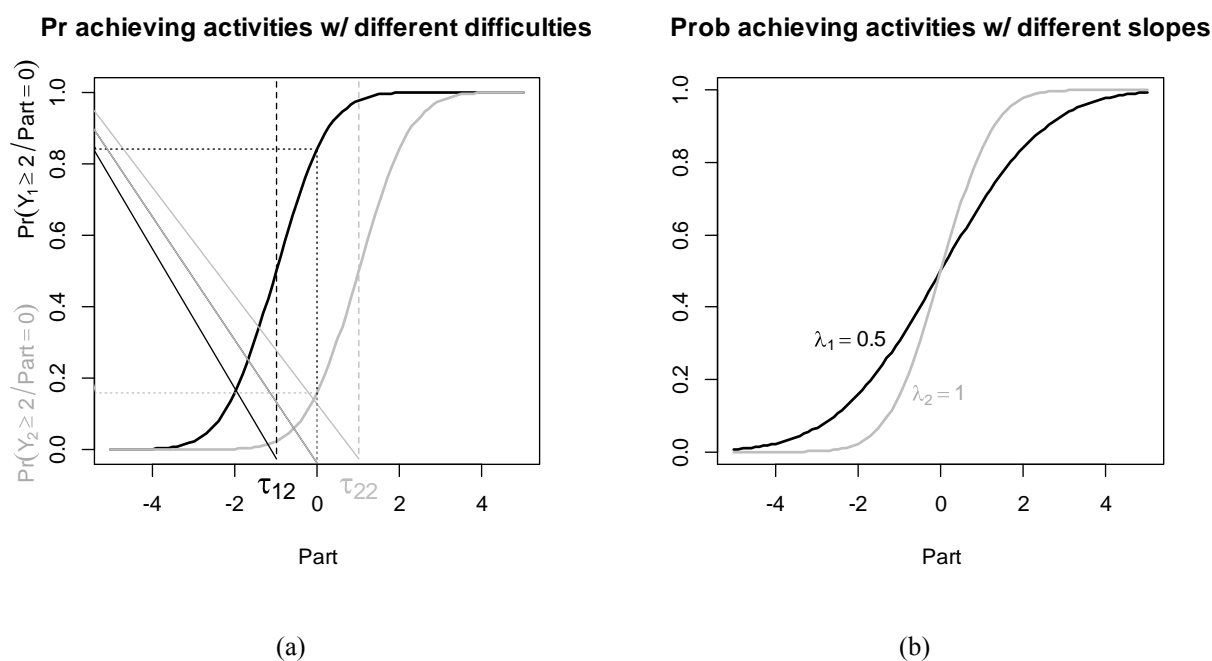 Pr achieving activities w/ different difficulties
Pr(Y₁ ≥ 2 / Part = 0)
Pr(Y₂ ≥ 2 / Part = 0)
1.0
0.8
0.6
0.4
0.2
0.0
-4
-2
0
2
4
τ₁₂
τ₂₂
Part
(a)
Prob achieving activities w/ different slopes
1.0
0.8
0.6
0.4
0.2
0.0
λ₁ = 0.5
λ₂ = 1
-4
-2
0
2
4
Part
(b)